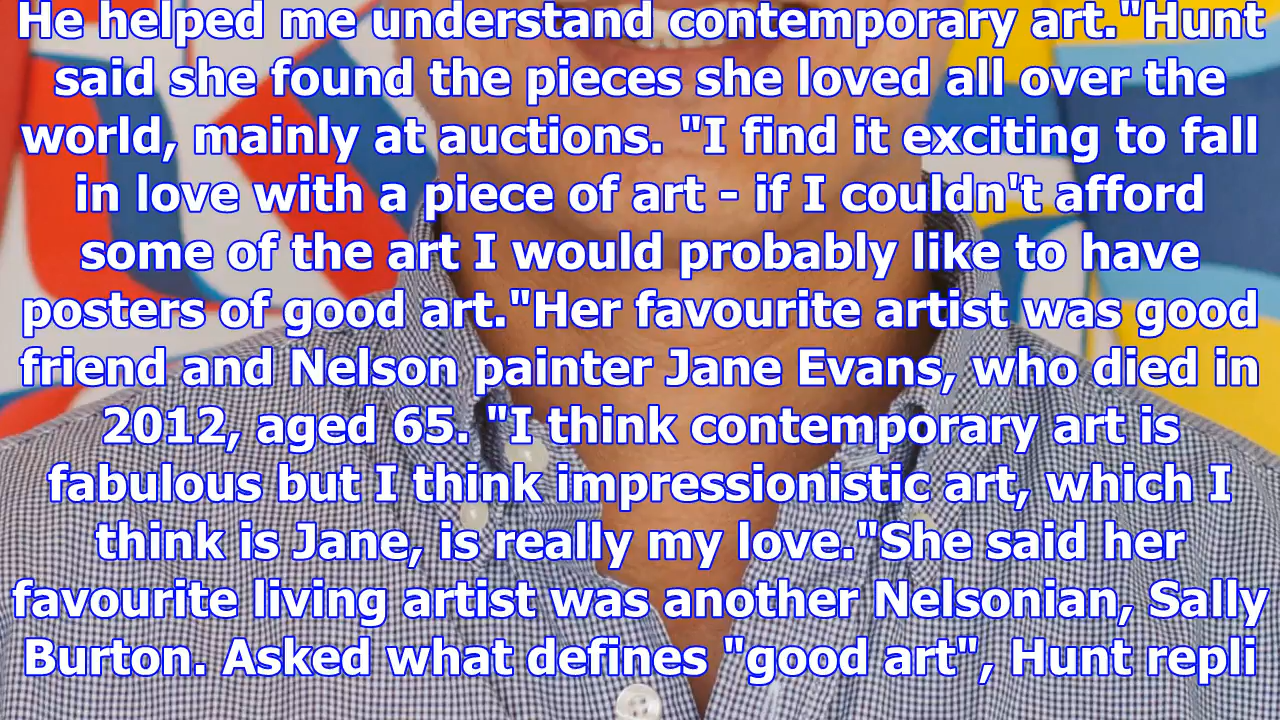 He helped me understand contemporary art."Hunt
said she found the pieces she loved all over the
world, mainly at auctions. "I find it exciting to fall
in love with a piece of art - if I couldn't afford
some of the art I would probably like to have
posters of good art."Her favourite artist was good
friend and Nelson painter Jane Evans, who died in
2012, aged 65. "I think contemporary art is
fabulous but I think impressionistic art, which I
think is Jane, is really my love."She said her
favourite living artist was another Nelsonian, Sally
Burton. Asked what defines "good art", Hunt repli